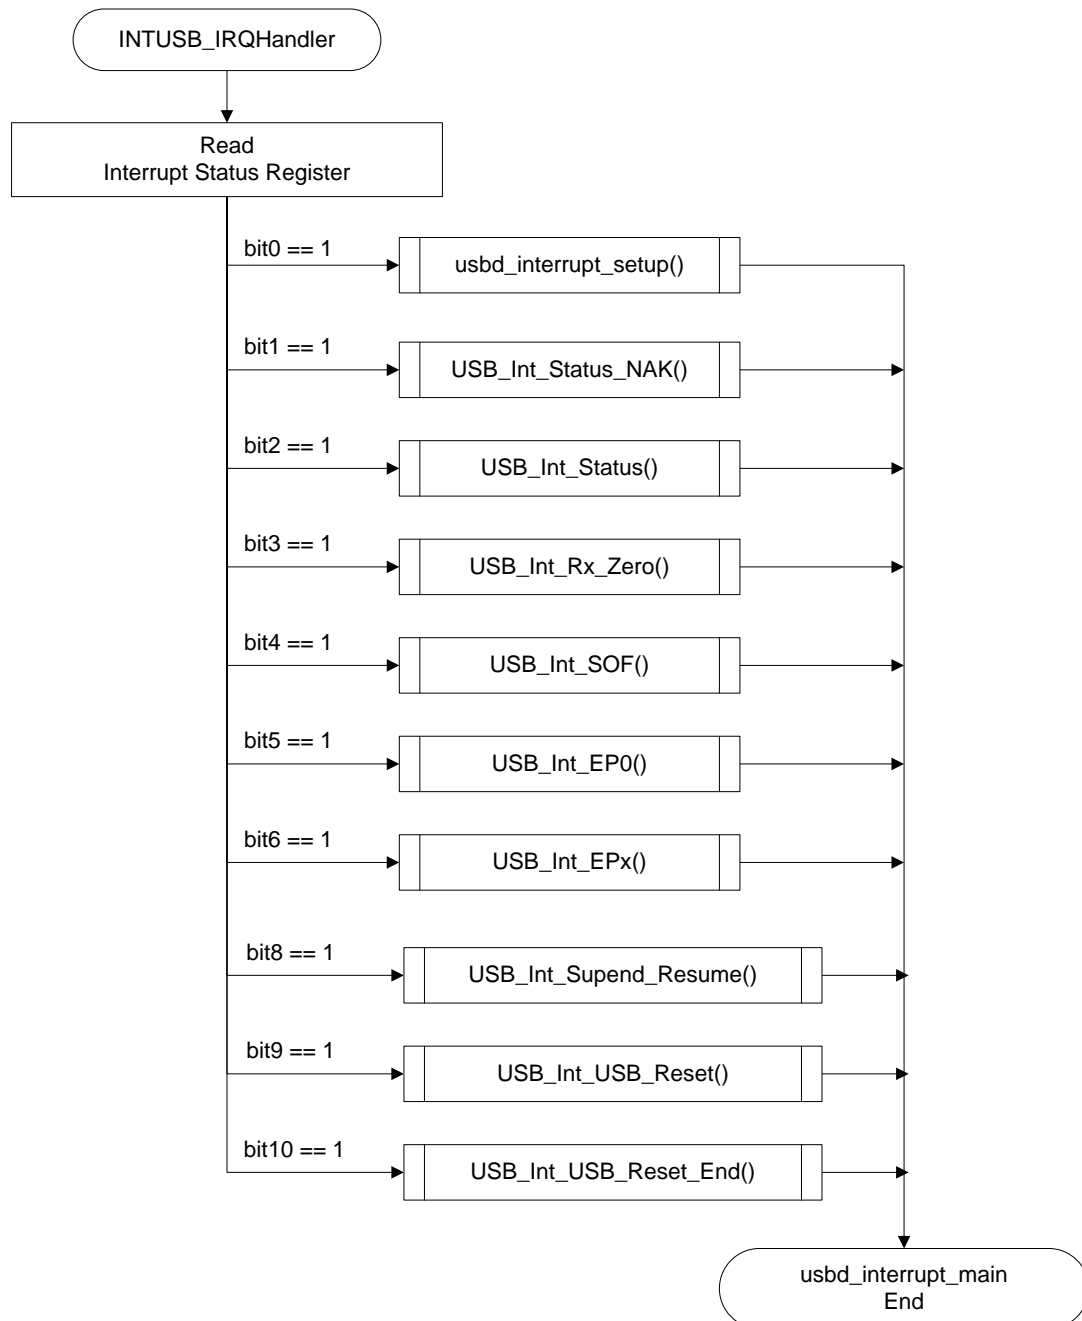 INTUSB_IRQHandler
Read
Interrupt Status Register
bit0 == 1
usbd_interrupt_setup()
bit1 == 1
USB_Int_Status_NAK()
bit2 == 1
USB_Int_Status()
bit3 == 1
USB_Int_Rx_Zero()
bit4 == 1
USB_Int_SOF()
bit5 == 1
USB_Int_EP0()
bit6 == 1
USB_Int_EPx()
bit8 == 1
USB_Int_Supend_Resume()
bit9 == 1
USB_Int_USB_Reset()
bit10 == 1
USB_Int_USB_Reset_End()
usbd_interrupt_main
End